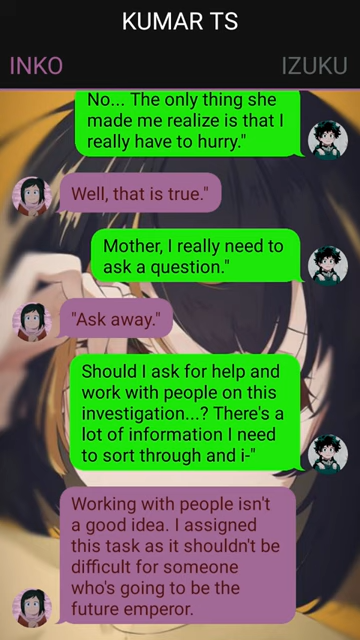 KUMAR TS
INKO
IZUKU
No... The only thing she
made me realize is that I
really have to hurry."
Well, that is true."
Mother, I really need to
ask a question."
"Ask away."
Should I ask for help and
work with people on this
investigation...? There's a
lot of information I need
to sort through and i-"
Working with people isn't
a good idea. I assigned
this task as it shouldn't be
difficult for someone
who's going to be the
future emperor.